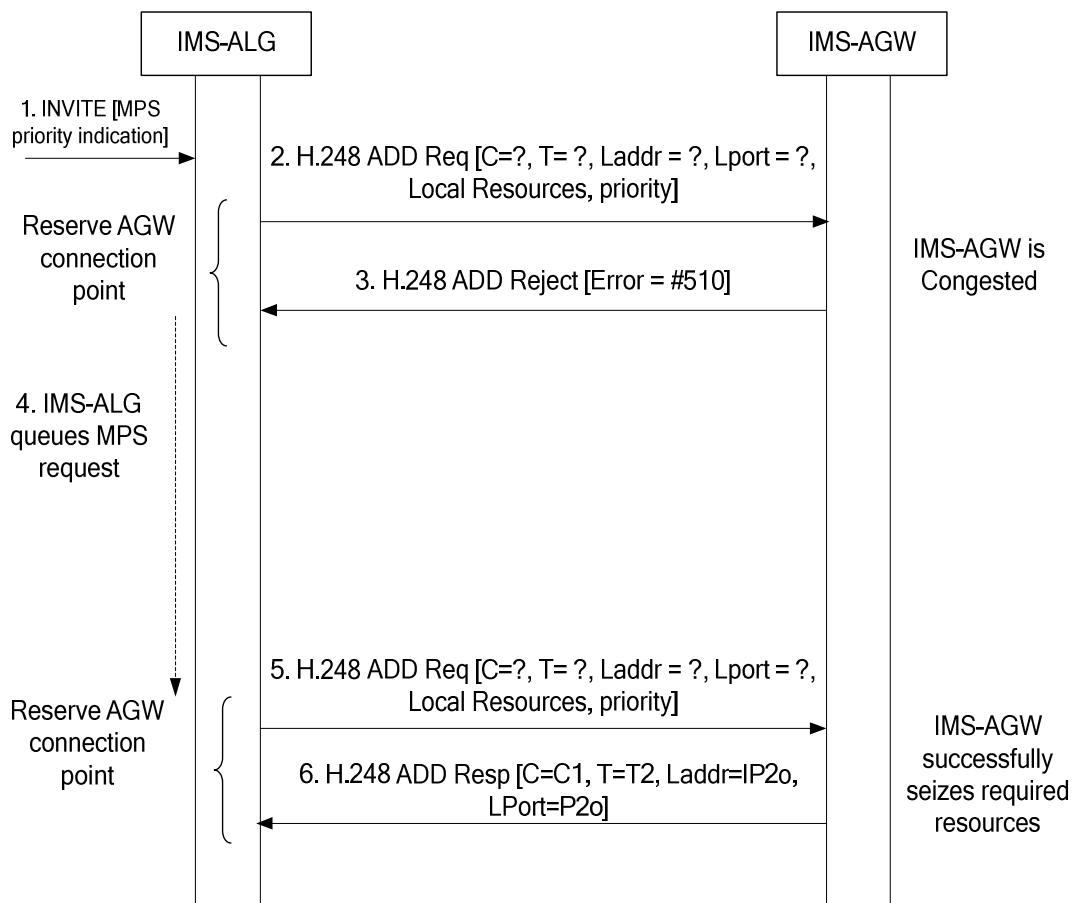 IMS-ALG
IMS-AGW
1. INVITE [MPS
priority indication]
2. H.248 ADD Req [C=?, T= ?, Laddr = ?, Lport = ?,
Local Resources, priority]
Reserve AGW
connection
point
IMS-AGW is
Congested
3. H.248 ADD Reject [Error = #510]
4. IMS-ALG
queues MPS
request
5. H.248 ADD Req [C=?, T= ?, Laddr = ?, Lport = ?,
Local Resources, priority]
Reserve AGW
connection
point
IMS-AGW
successfully
seizes required
resources
6. H.248 ADD Resp [C=C1, T=T2, Laddr=IP2o,
LPort=P2o]